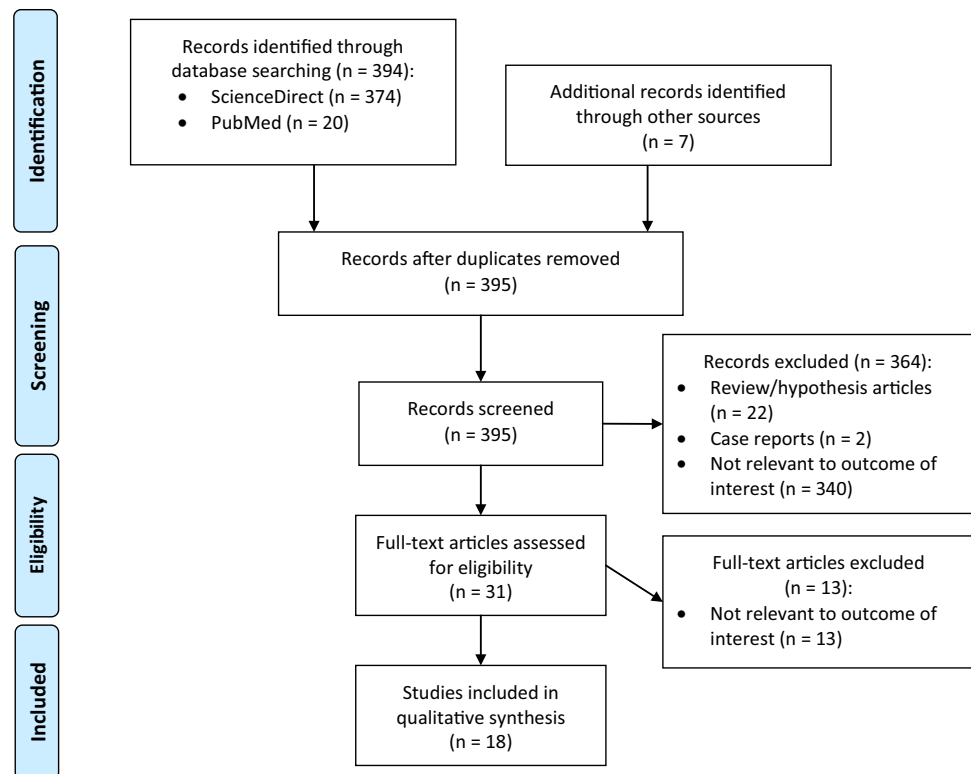 Identification
Records identified through
database searching (n = 394):
• ScienceDirect (n = 374)
• PubMed (n = 20)
Additional records identified
through other sources
(n = 7)
Screening
Records after duplicates removed
(n = 395)
Records screened
(n = 395)
Records excluded (n = 364):
• Review/hypothesis articles
(n = 22)
• Case reports (n = 2)
• Not relevant to outcome of
interest (n = 340)
Eligibility
Full-text articles assessed
for eligibility
(n = 31)
Full-text articles excluded
(n = 13):
• Not relevant to outcome of
interest (n = 13)
Included
Studies included in
qualitative synthesis
(n = 18)